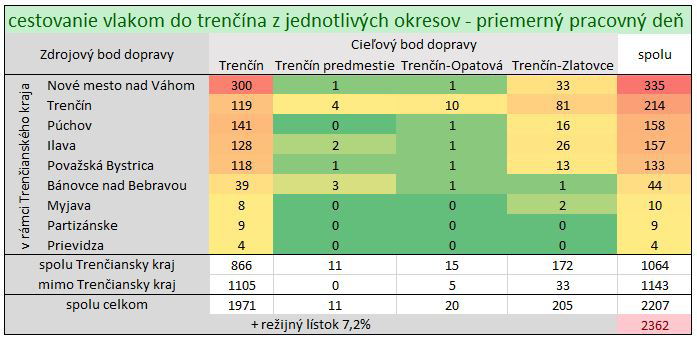 cestovanie vlakom do trenčína z jednotlivých okresov - priemerný pracovný deň
Zdrojový bod dopravy Cieľový bod dopravy spolu
Trenčín Trenčín predmestie Trenčín-Opatová Trenčín-Zlatovce
v rámci Trenčianského kraja
Nové mesto nad Váhom 300 1 1 33 335
Trenčín 119 4 10 81 214
Púchov 141 0 1 16 158
Ilava 128 2 1 26 157
Považská Bystrica 118 1 1 13 133
Bánovce nad Bebravou 39 3 1 1 44
Myjava 8 0 0 2 10
Partizánske 9 0 0 0 9
Prievidza 4 0 0 0 4
spolu Trenčiansky kraj 866 11 15 172 1064
mimo Trenčiansky kraj 1105 0 5 33 1143
spolu celkom 1971 11 20 205 2207
+ režijný lístok 7,2% 2362